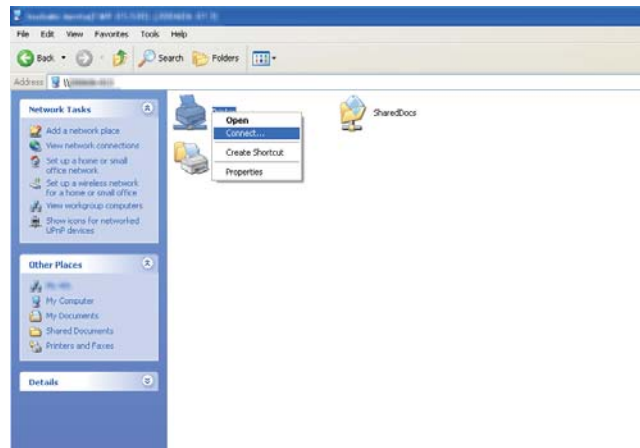 File Edit View Favorites Tools Help
Back Search Folders
Address \\
Network Tasks
Add a network place
View network connections
Set up a home or small
office network
Set up a wireless network
for a home or small office
View workgroup computers
Show icons for networked
UPnP devices
Other Places
My Computer
My Documents
Shared Documents
Printers and Faxes
Details
Open
Connect...
Create Shortcut
Properties
SharedDocs